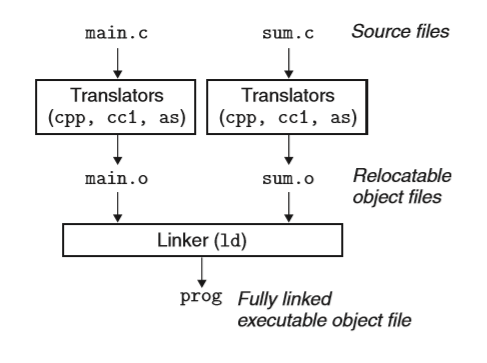 main.c sum.c Source files
Translators Translators
(cpp, cc1, as) (cpp, cc1, as)
main.o sum.o Relocatable
object files
Linker (ld)
prog Fully linked
executable object file